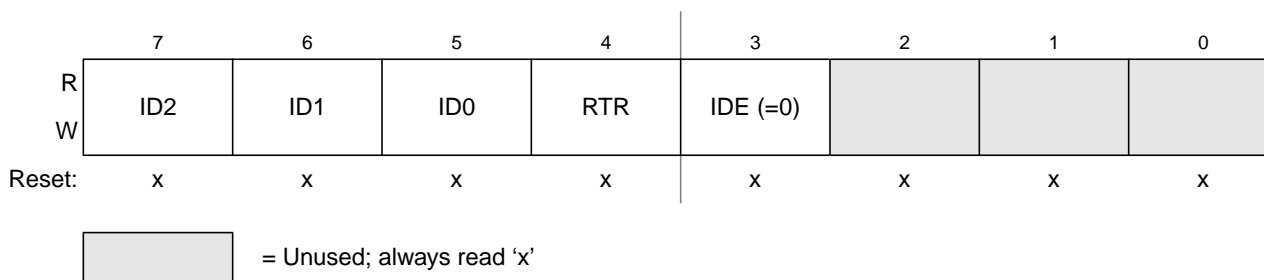 7 6 5 4 3 2 1 0
R
ID2 ID1 ID0 RTR IDE (=0)
W
Reset: x x x x x x x x
= Unused; always read ‘x’